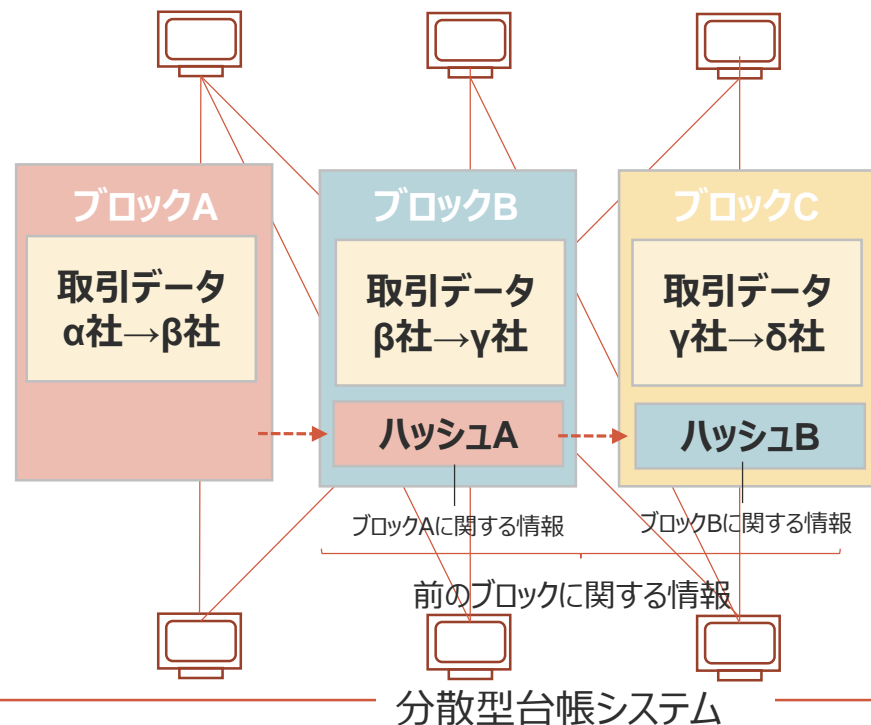 ブロックA
取引データ
α社→β社
ブロックB
取引データ
β社→γ社
ハッシュA
ブロックAに関する情報
ブロックC
取引データ
γ社→δ社
ハッシュB
ブロックBに関する情報
前のブロックに関する情報
分散型台帳システム